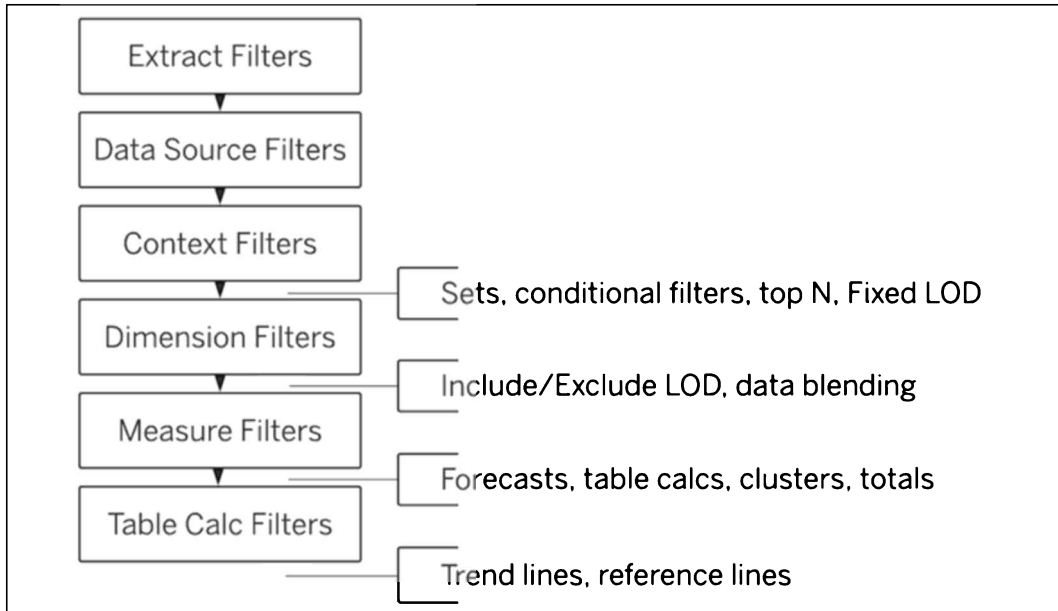 Extract Filters
Data Source Filters
Context Filters
Sets, conditional filters, top N, Fixed LOD
Dimension Filters
Include/Exclude LOD, data blending
Measure Filters
Forecasts, table calcs, clusters, totals
Table Calc Filters
Trend lines, reference lines